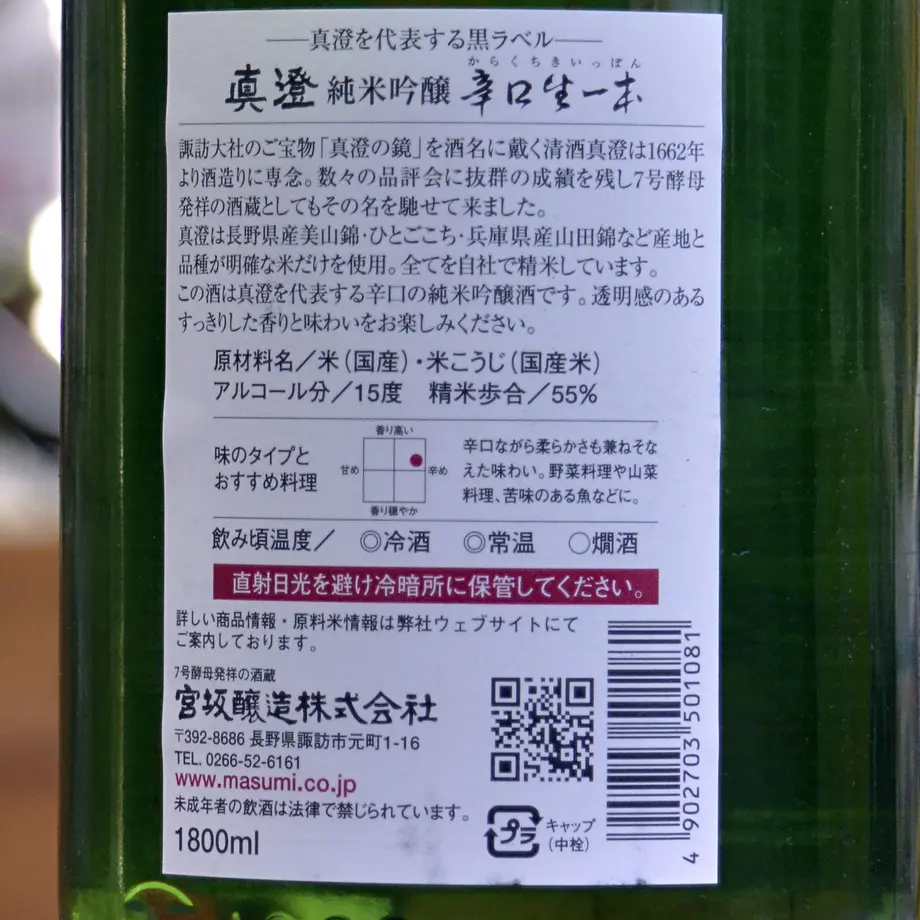 真澄を代表する黒ラベル
からくちきいっぽん
真澄 純米吟醸 辛口生一本
諏訪大社のご宝物「真澄の鏡」を酒名に戴く清酒真澄は1662年
より酒造りに専念。数々の品評会に抜群の成績を残し7号酵母
発祥の酒蔵としてもその名を馳せて来ました。
真澄は長野県産美山錦・ひとごこち・兵庫県産山田錦など産地と
品種が明確な米だけを使用。全てを自社で精米しています。
この酒は真澄を代表する辛口の純米吟醸酒です。透明感のある
すっきりした香りと味わいをお楽しみください。
原材料名／米（国産）・米こうじ（国産米）
アルコール分／15度 精米歩合／55%
味のタイプと
おすすめ料理
香り高い
甘め 辛め
香り穏やか
辛口ながら柔らかさも兼ねそな
えた味わい。野菜料理や山菜
料理、苦味のある魚などに。
飲み頃温度／ ◎冷酒 ◎常温 ○燗酒
直射日光を避け冷暗所に保管してください。
詳しい商品情報・原料米情報は弊社ウェブサイトにて
ご案内しております。
7号酵母発祥の酒蔵
宮坂醸造株式会社
〒392-8686 長野県諏訪市元町1-16
TEL. 0266-52-6161
www.masumi.co.jp
未成年者の飲酒は法律で禁じられています。
1800ml
プラ
キャップ
（中栓）
4 902703 501081